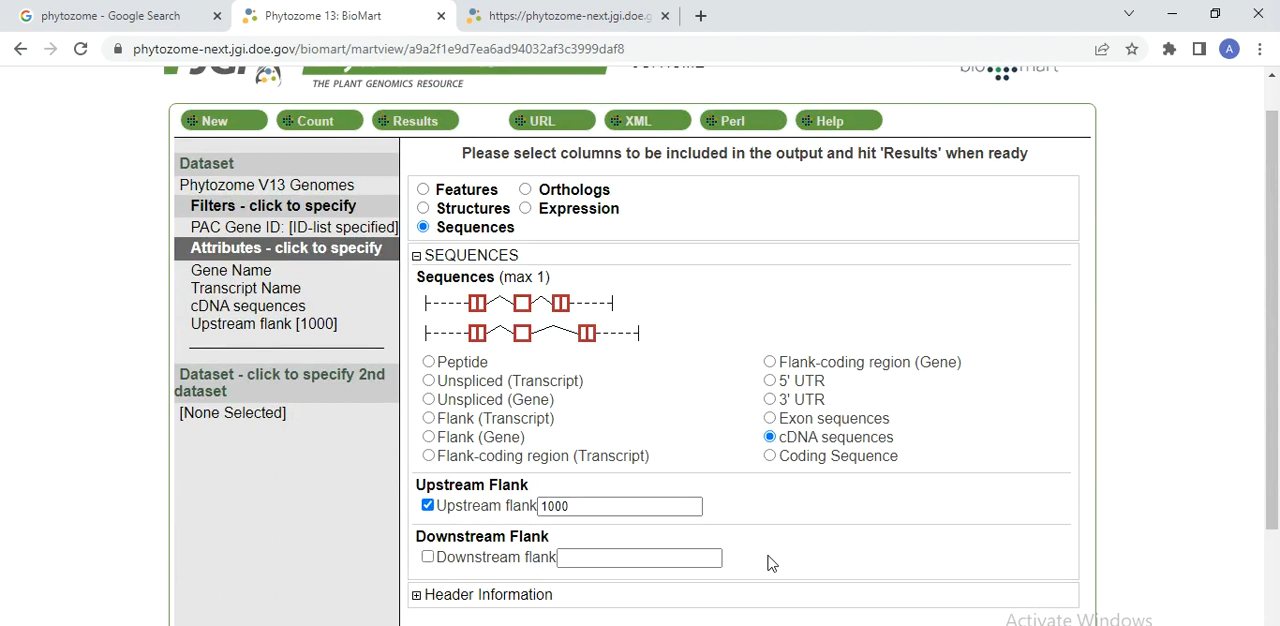 phytozome - Google Search
Phytozome 13: BioMart
https://phytozome-next.jgi.doe.g
phytozome-next.jgi.doe.gov/biomart/martview/a9a2f1e9d7ea6ad94032af3c3999daf8
A
THE PLANT GENOMICS RESOURCE
New
Count
Results
URL
XML
Perl
Help
Please select columns to be included in the output and hit 'Results' when ready
Dataset
Phytozome V13 Genomes
Filters - click to specify
PAC Gene ID: [ID-list specified]
Attributes - click to specify
Gene Name
Transcript Name
cDNA sequences
Upstream flank [1000]
Dataset - click to specify 2nd
dataset
[None Selected]
Features
Orthologs
Structures
Expression
Sequences
SEQUENCES
Sequences (max 1)
Peptide
Unspliced (Transcript)
Unspliced (Gene)
Flank (Transcript)
Flank (Gene)
Flank-coding region (Transcript)
Flank-coding region (Gene)
5' UTR
3' UTR
Exon sequences
cDNA sequences
Coding Sequence
Upstream Flank
Upstream flank 1000
Downstream Flank
Downstream flank
Header Information
Activate Windows